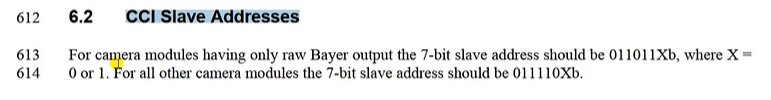 612 6.2 CCI Slave Addresses
613 For camera modules having only raw Bayer output the 7-bit slave address should be 011011Xb, where X =
614 0 or 1. For all other camera modules the 7-bit slave address should be 011110Xb.